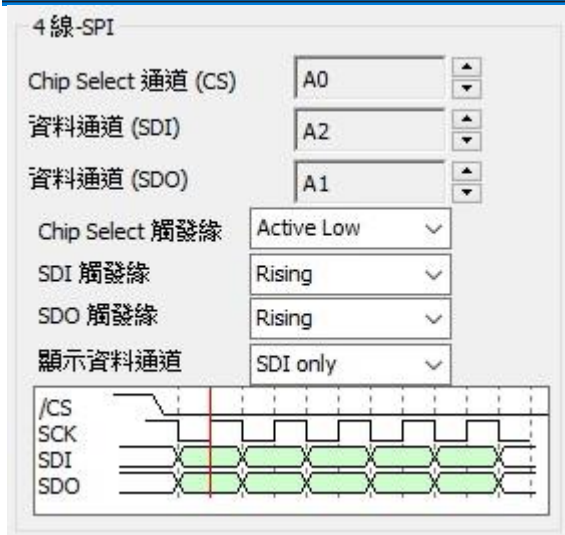 4 線-SPI
Chip Select 通道 (CS) A0
資料通道 (SDI) A2
資料通道 (SDO) A1
Chip Select 觸發緣 Active Low
SDI 觸發緣 Rising
SDO 觸發緣 Rising
顯示資料通道 SDI only
/CS
SCK
SDI
SDO